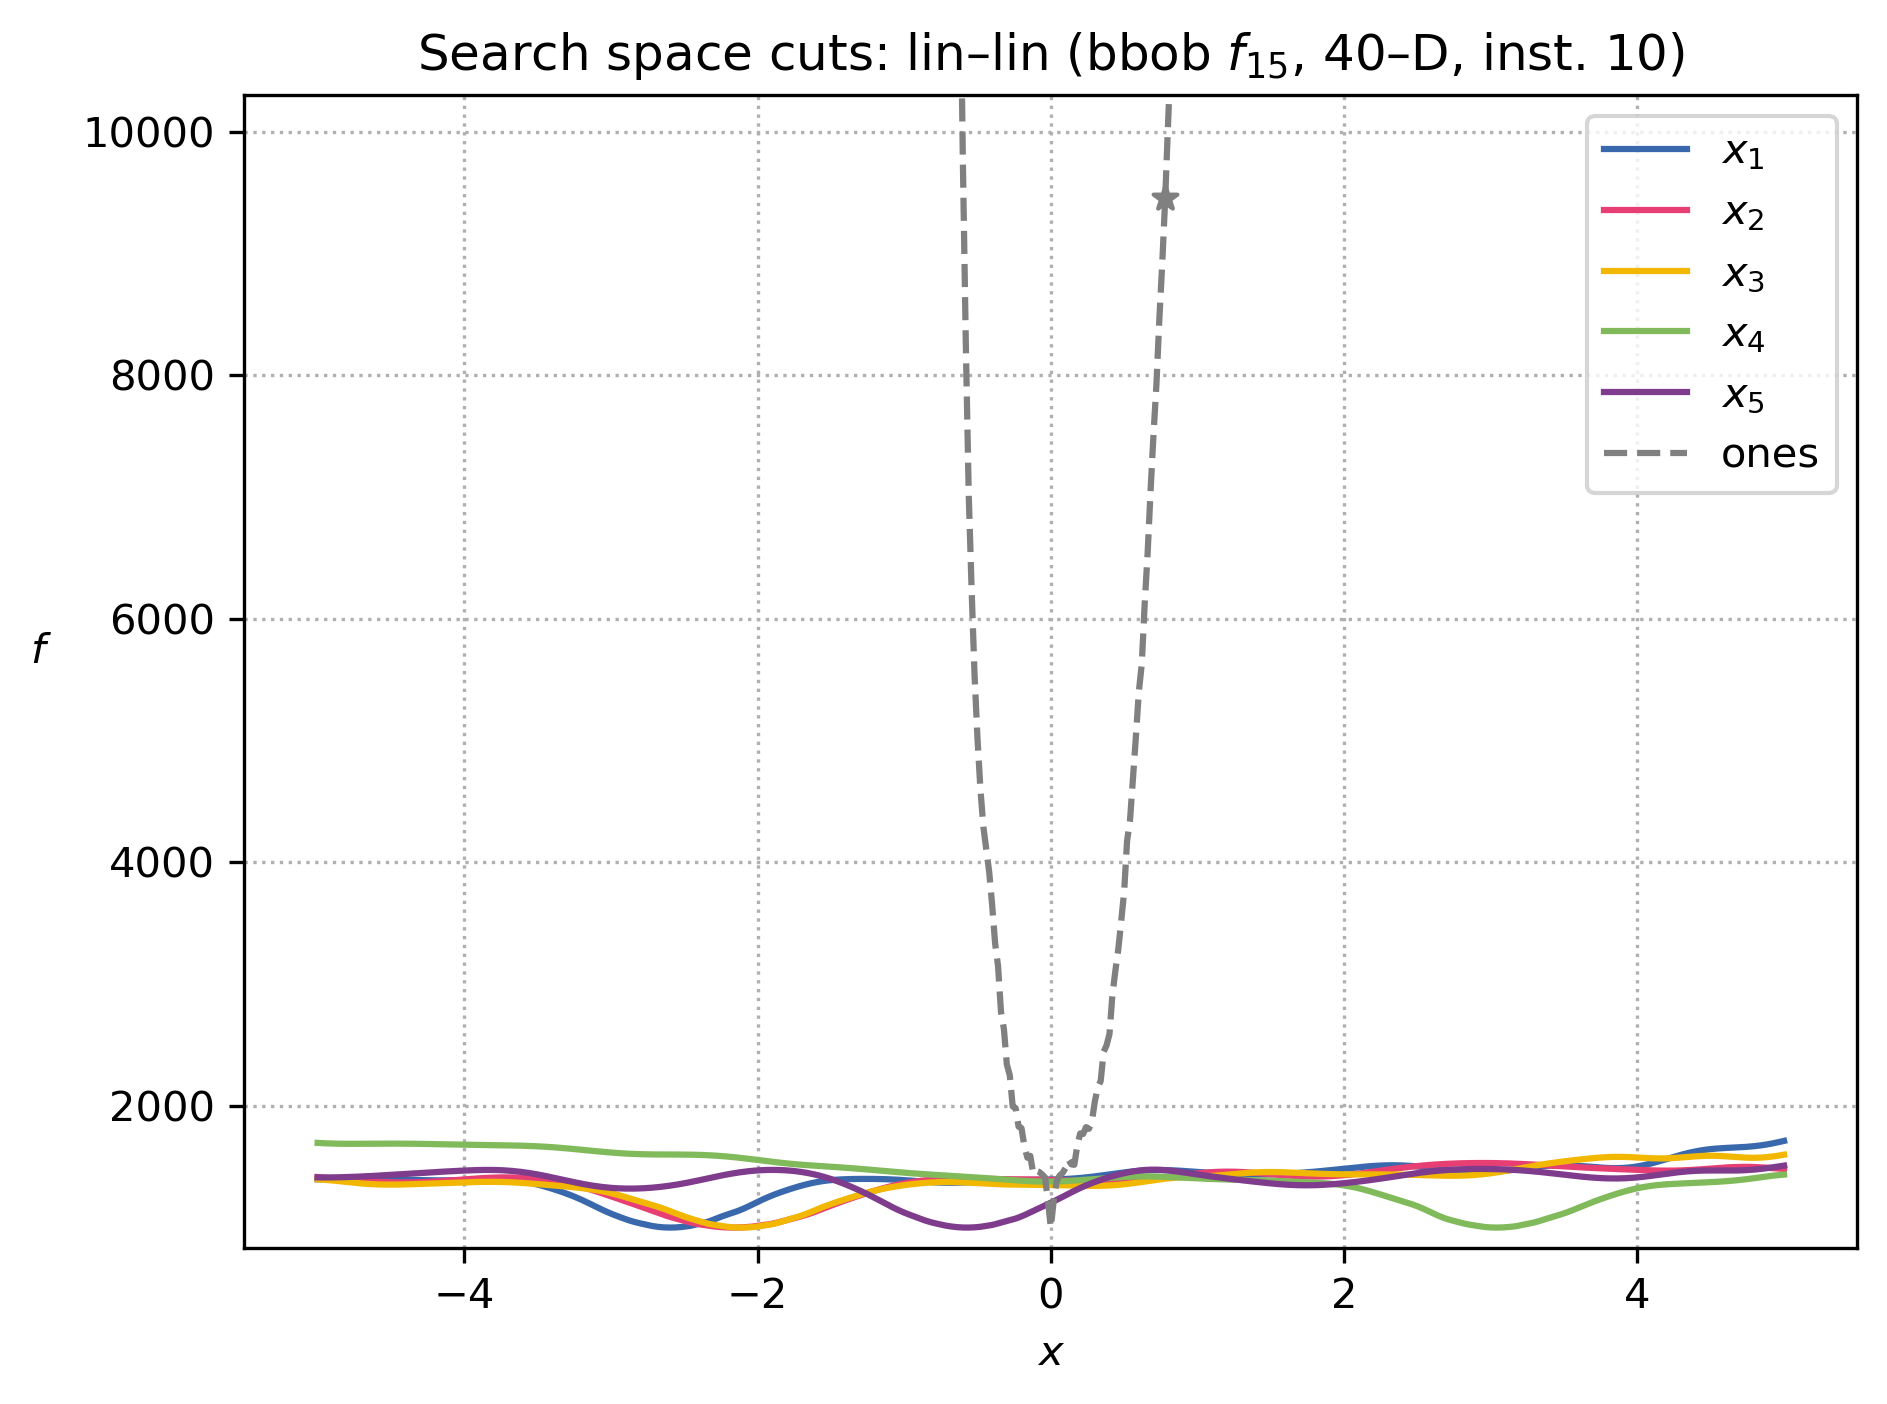 Search space cuts: lin–lin (bbob f₁₅, 40–D, inst. 10)
10000
8000
6000
4000
2000
f
−4
−2
0
2
4
x
x₁
x₂
x₃
x₄
x₅
ones